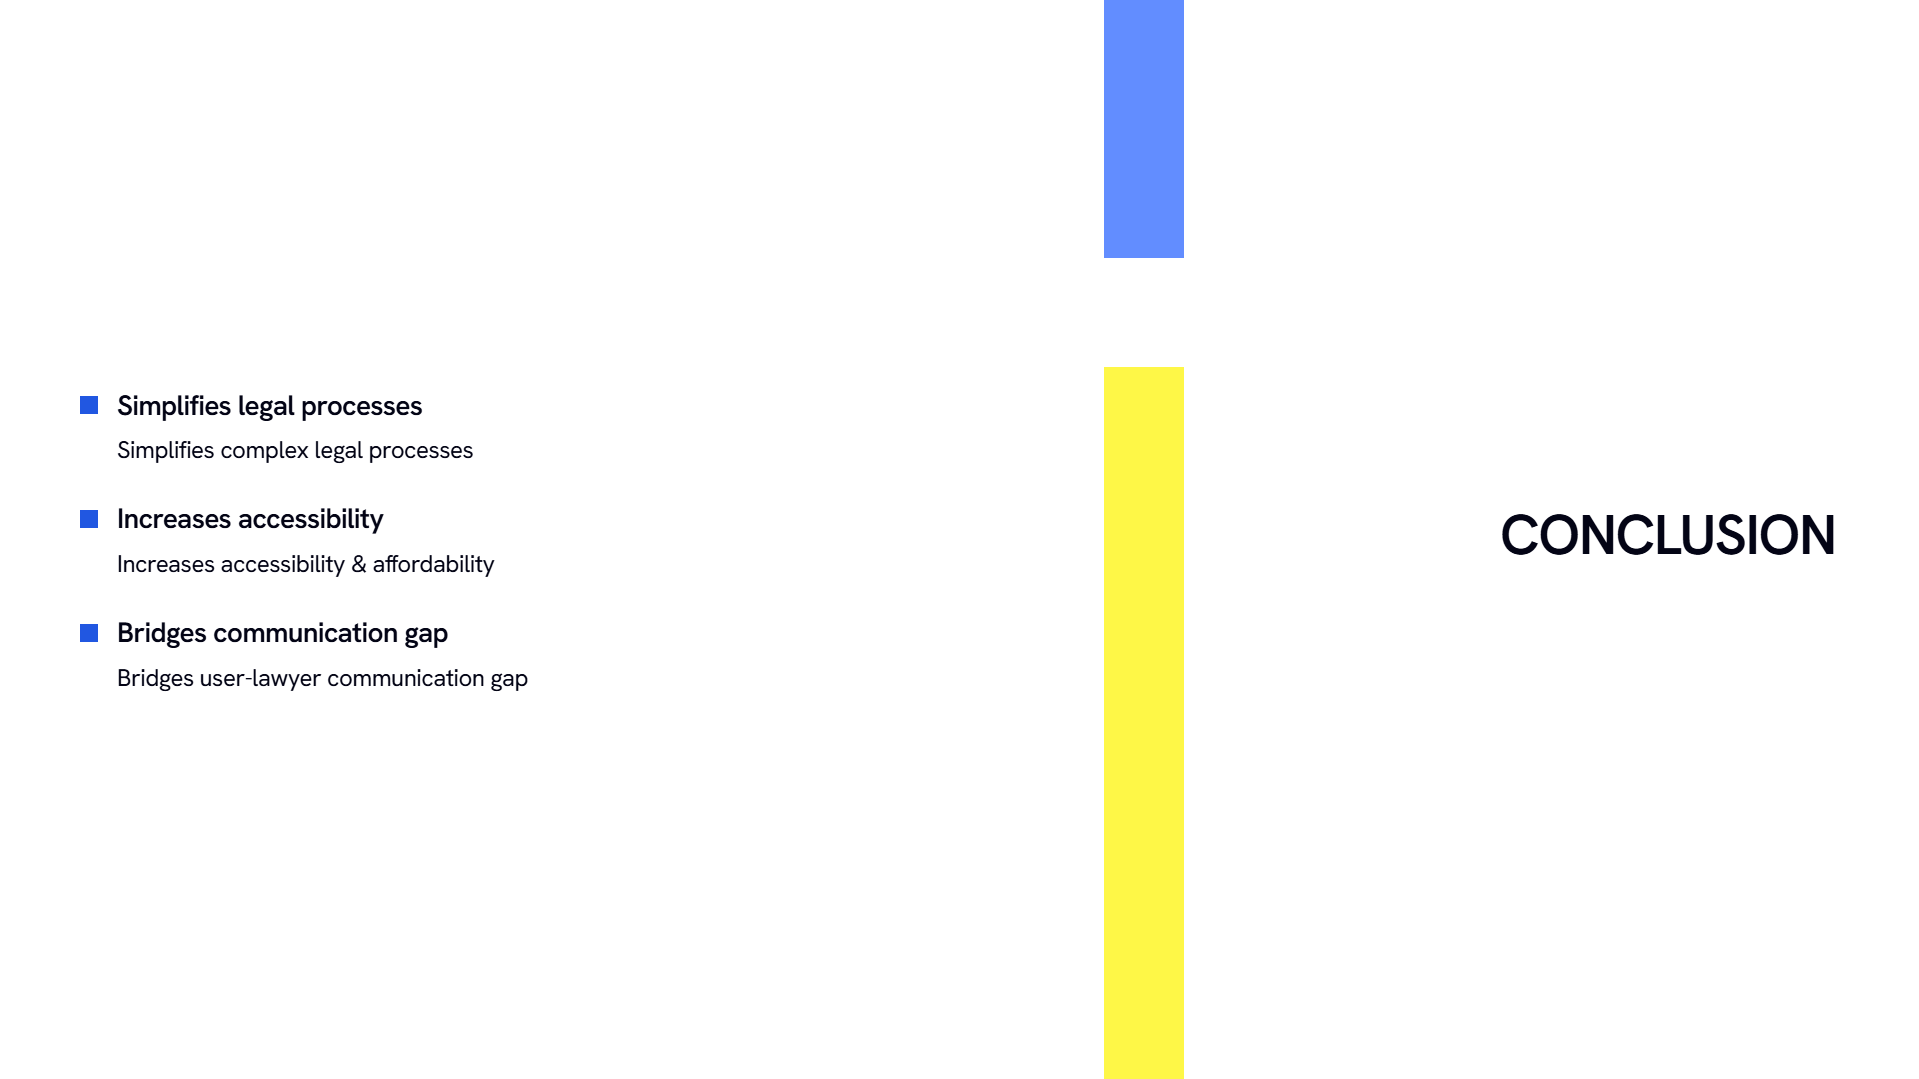 Simplifies legal processes
Simplifies complex legal processes
Increases accessibility
Increases accessibility & affordability
Bridges communication gap
Bridges user-lawyer communication gap
CONCLUSION